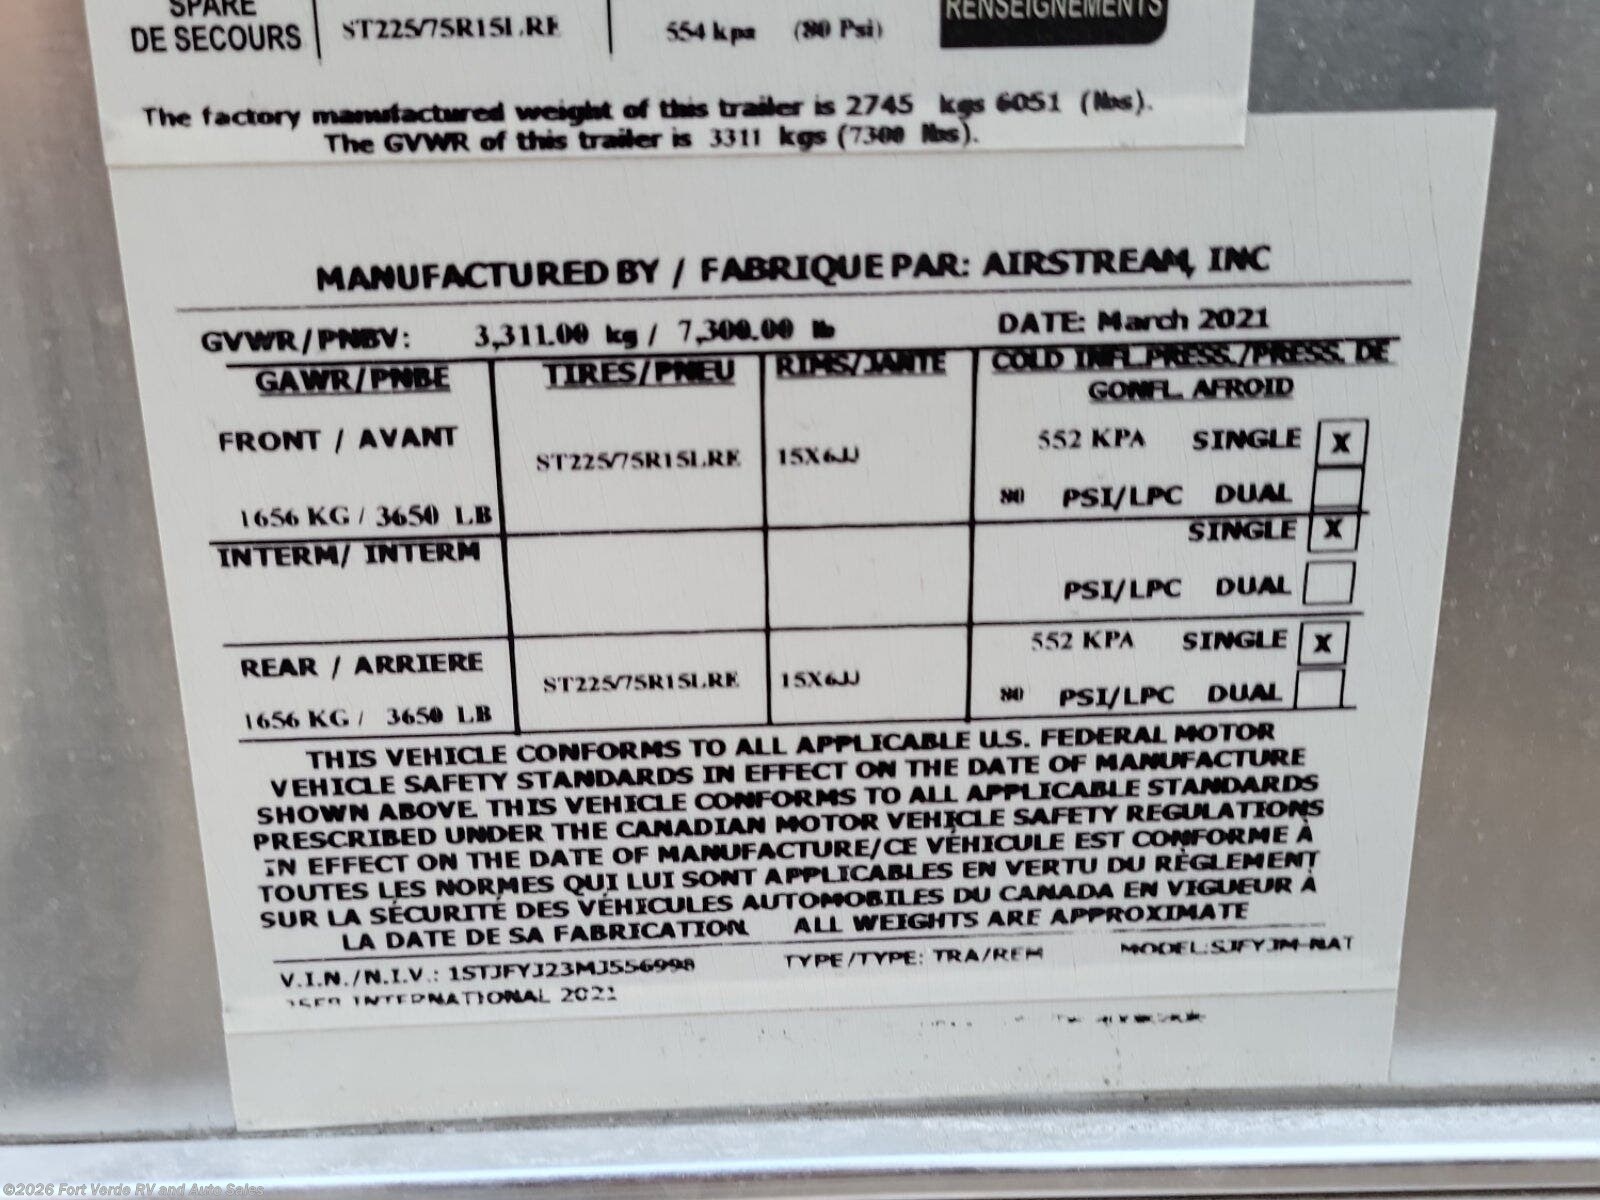 SPARE RENSEIGNEMENTS
DE SECOURS ST225/75R15LRE 554 kpa (80 Psi)
The factory manufactured weight of this trailer is 2745 kgs 6051 (lbs).
The GVWR of this trailer is 3311 kgs (7300 lbs).
MANUFACTURED BY / FABRIQUE PAR: AIRSTREAM, INC
GVWR/PNBV: 3,311.00 kg / 7,300.00 lb DATE: March 2021
GAWR/PNBE TIRES/PNEU RIMS/JANTE COLD INFL.PRESS./PRESS. DE
GONFL. AFROID
FRONT / AVANT ST225/75R15LRE 15X6JJ 552 KPA SINGLE X
1656 KG / 3650 LB 80 PSI/LPC DUAL
INTERM/ INTERM SINGLE X
PSI/LPC DUAL
REAR / ARRIERE ST225/75R15LRE 15X6JJ 552 KPA SINGLE X
1656 KG / 3650 LB 80 PSI/LPC DUAL
THIS VEHICLE CONFORMS TO ALL APPLICABLE U.S. FEDERAL MOTOR
VEHICLE SAFETY STANDARDS IN EFFECT ON THE DATE OF MANUFACTURE
SHOWN ABOVE. THIS VEHICLE CONFORMS TO ALL APPLICABLE STANDARDS
PRESCRIBED UNDER THE CANADIAN MOTOR VEHICLE SAFETY REGULATIONS
IN EFFECT ON THE DATE OF MANUFACTURE/CE VÉHICULE EST CONFORME À
TOUTES LES NORMES QUI LUI SONT APPLICABLES EN VERTU DU RÈGLEMENT
SUR LA SÉCURITÉ DES VÉHICULES AUTOMOBILES DU CANADA EN VIGUEUR À
LA DATE DE SA FABRICATION ALL WEIGHTS ARE APPROXIMATE
V.I.N./N.I.V.: 1STJFYJ23MJ556998 TYPE/TYPE: TRA/REM MODEL:SJFYJM-NAT
INTERNATIONAL 2021
©2026 Fort Verde RV and Auto Sales